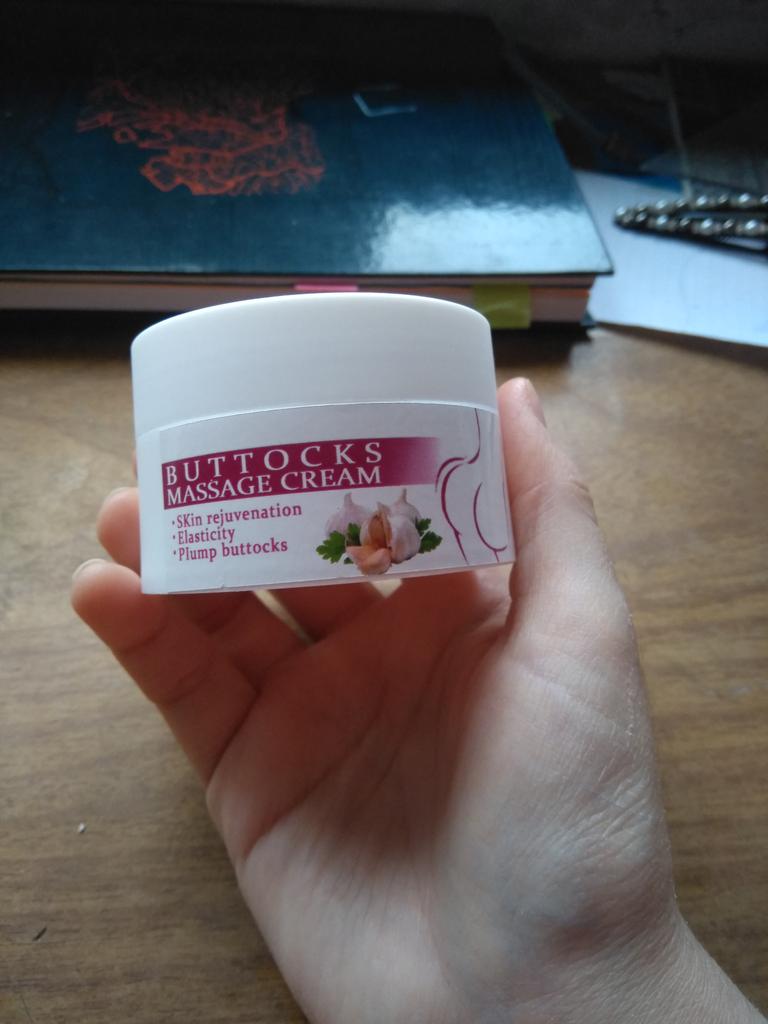 BUTTOCKS
MASSAGE CREAM
·SKin rejuvenation
·Elasticity
·Plump buttocks